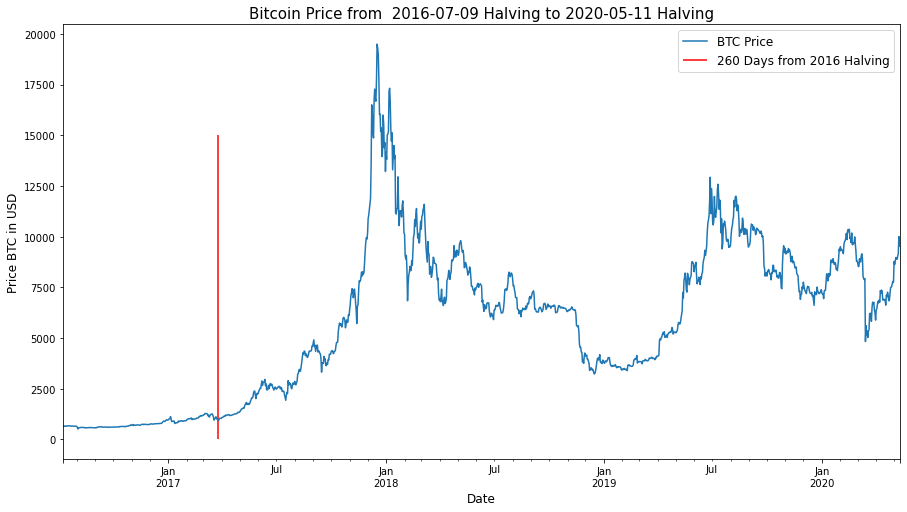 Bitcoin Price from  2016-07-09 Halving to 2020-05-11 Halving
BTC Price
260 Days from 2016 Halving
20000
17500
15000
12500
10000
7500
5000
2500
0
Price BTC in USD
Jan
2017
Jul
Jan
2018
Jul
Jan
2019
Jul
Jan
2020
Date